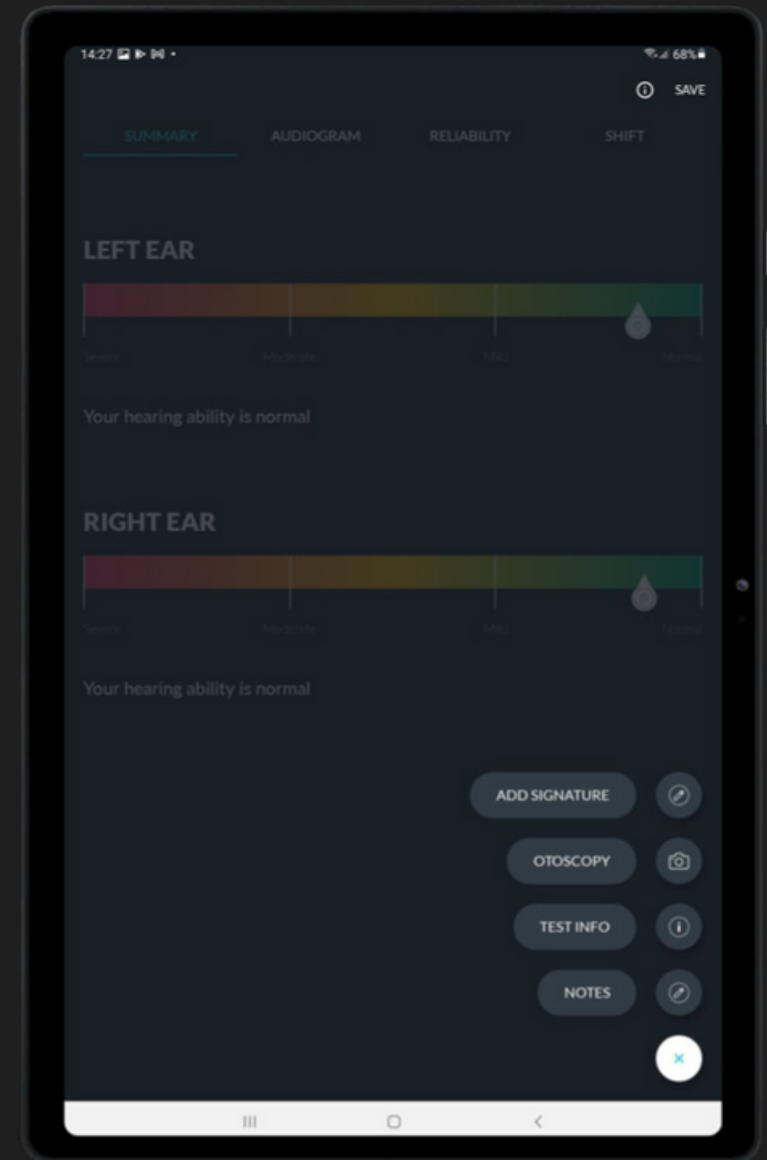 14:27
68%
SAVE
SUMMARY AUDIOGRAM RELIABILITY SHIFT
LEFT EAR
Severe Moderate Mild Normal
Your hearing ability is normal
RIGHT EAR
Severe Moderate Mild Normal
Your hearing ability is normal
ADD SIGNATURE
OTOSCOPY
TEST INFO
NOTES